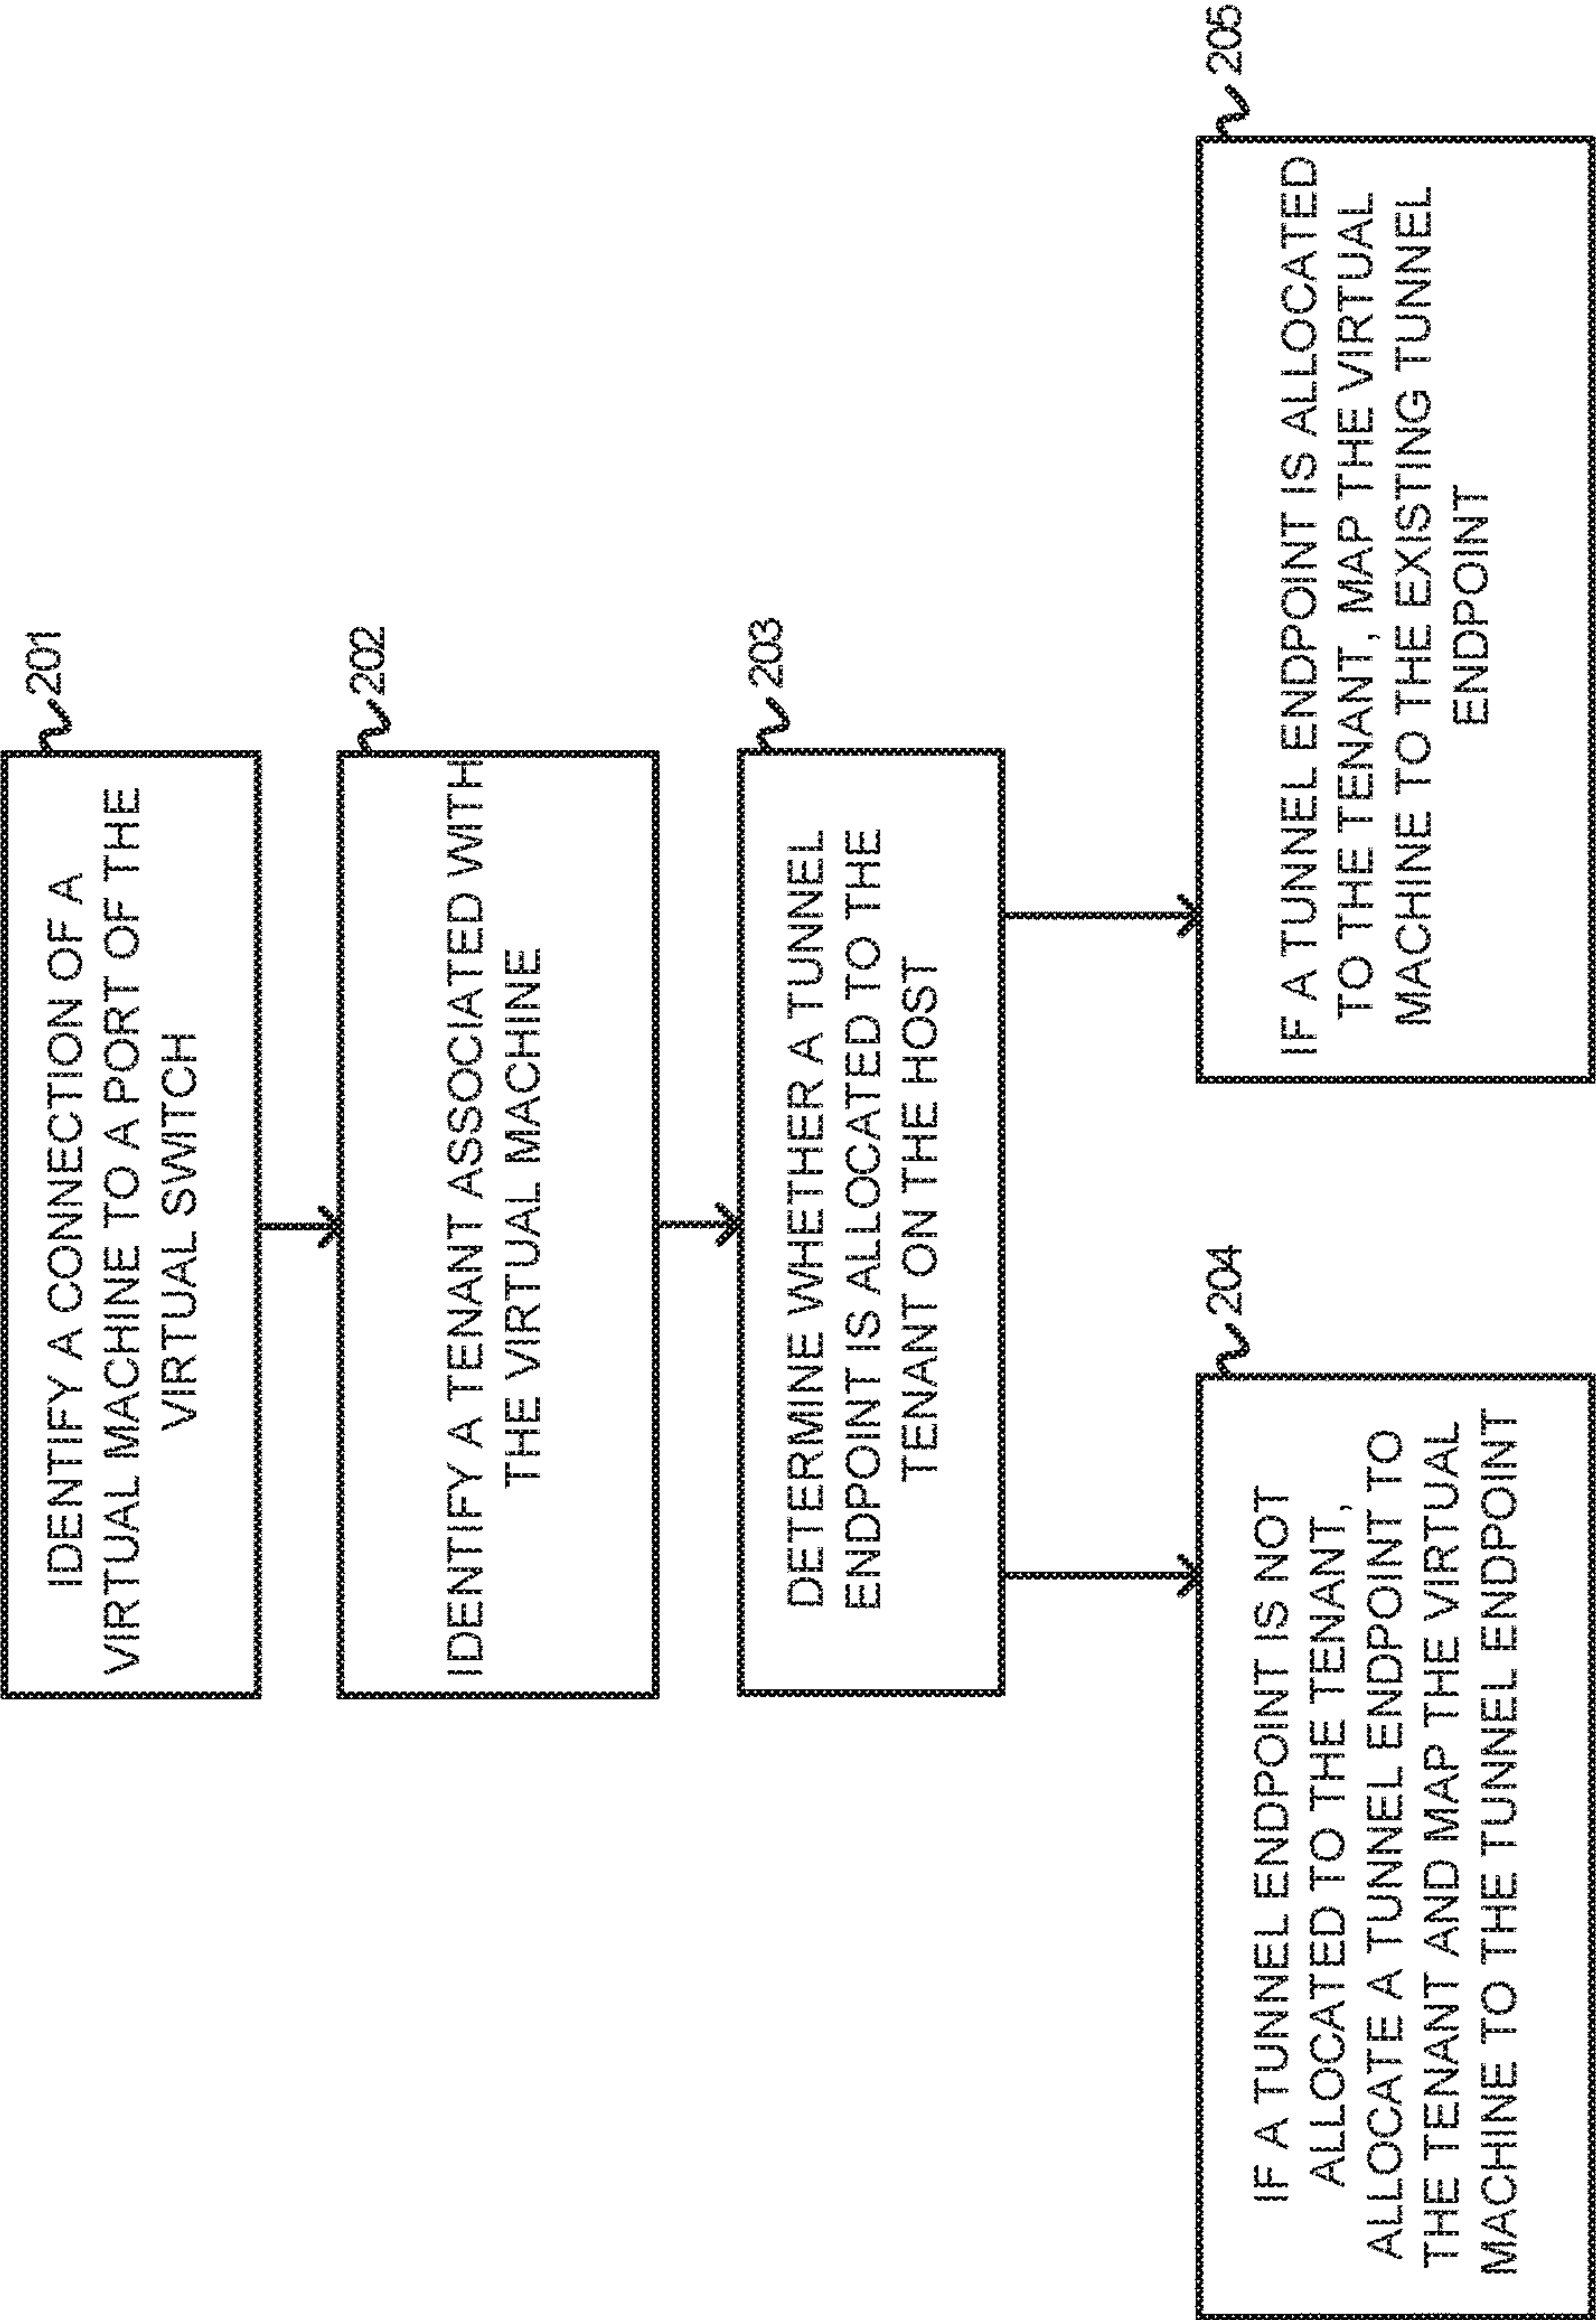 IDENTIFY A CONNECTION OF A
VIRTUAL MACHINE TO A PORT OF THE
VIRTUAL SWITCH
201
IDENTIFY A TENANT ASSOCIATED WITH
THE VIRTUAL MACHINE
202
DETERMINE WHETHER A TUNNEL
ENDPOINT IS ALLOCATED TO THE
TENANT ON THE HOST
203
IF A TUNNEL ENDPOINT IS NOT
ALLOCATED TO THE TENANT,
ALLOCATE A TUNNEL ENDPOINT TO
THE TENANT AND MAP THE VIRTUAL
MACHINE TO THE TUNNEL ENDPOINT
204
IF A TUNNEL ENDPOINT IS ALLOCATED
TO THE TENANT, MAP THE VIRTUAL
MACHINE TO THE EXISTING TUNNEL
ENDPOINT
205